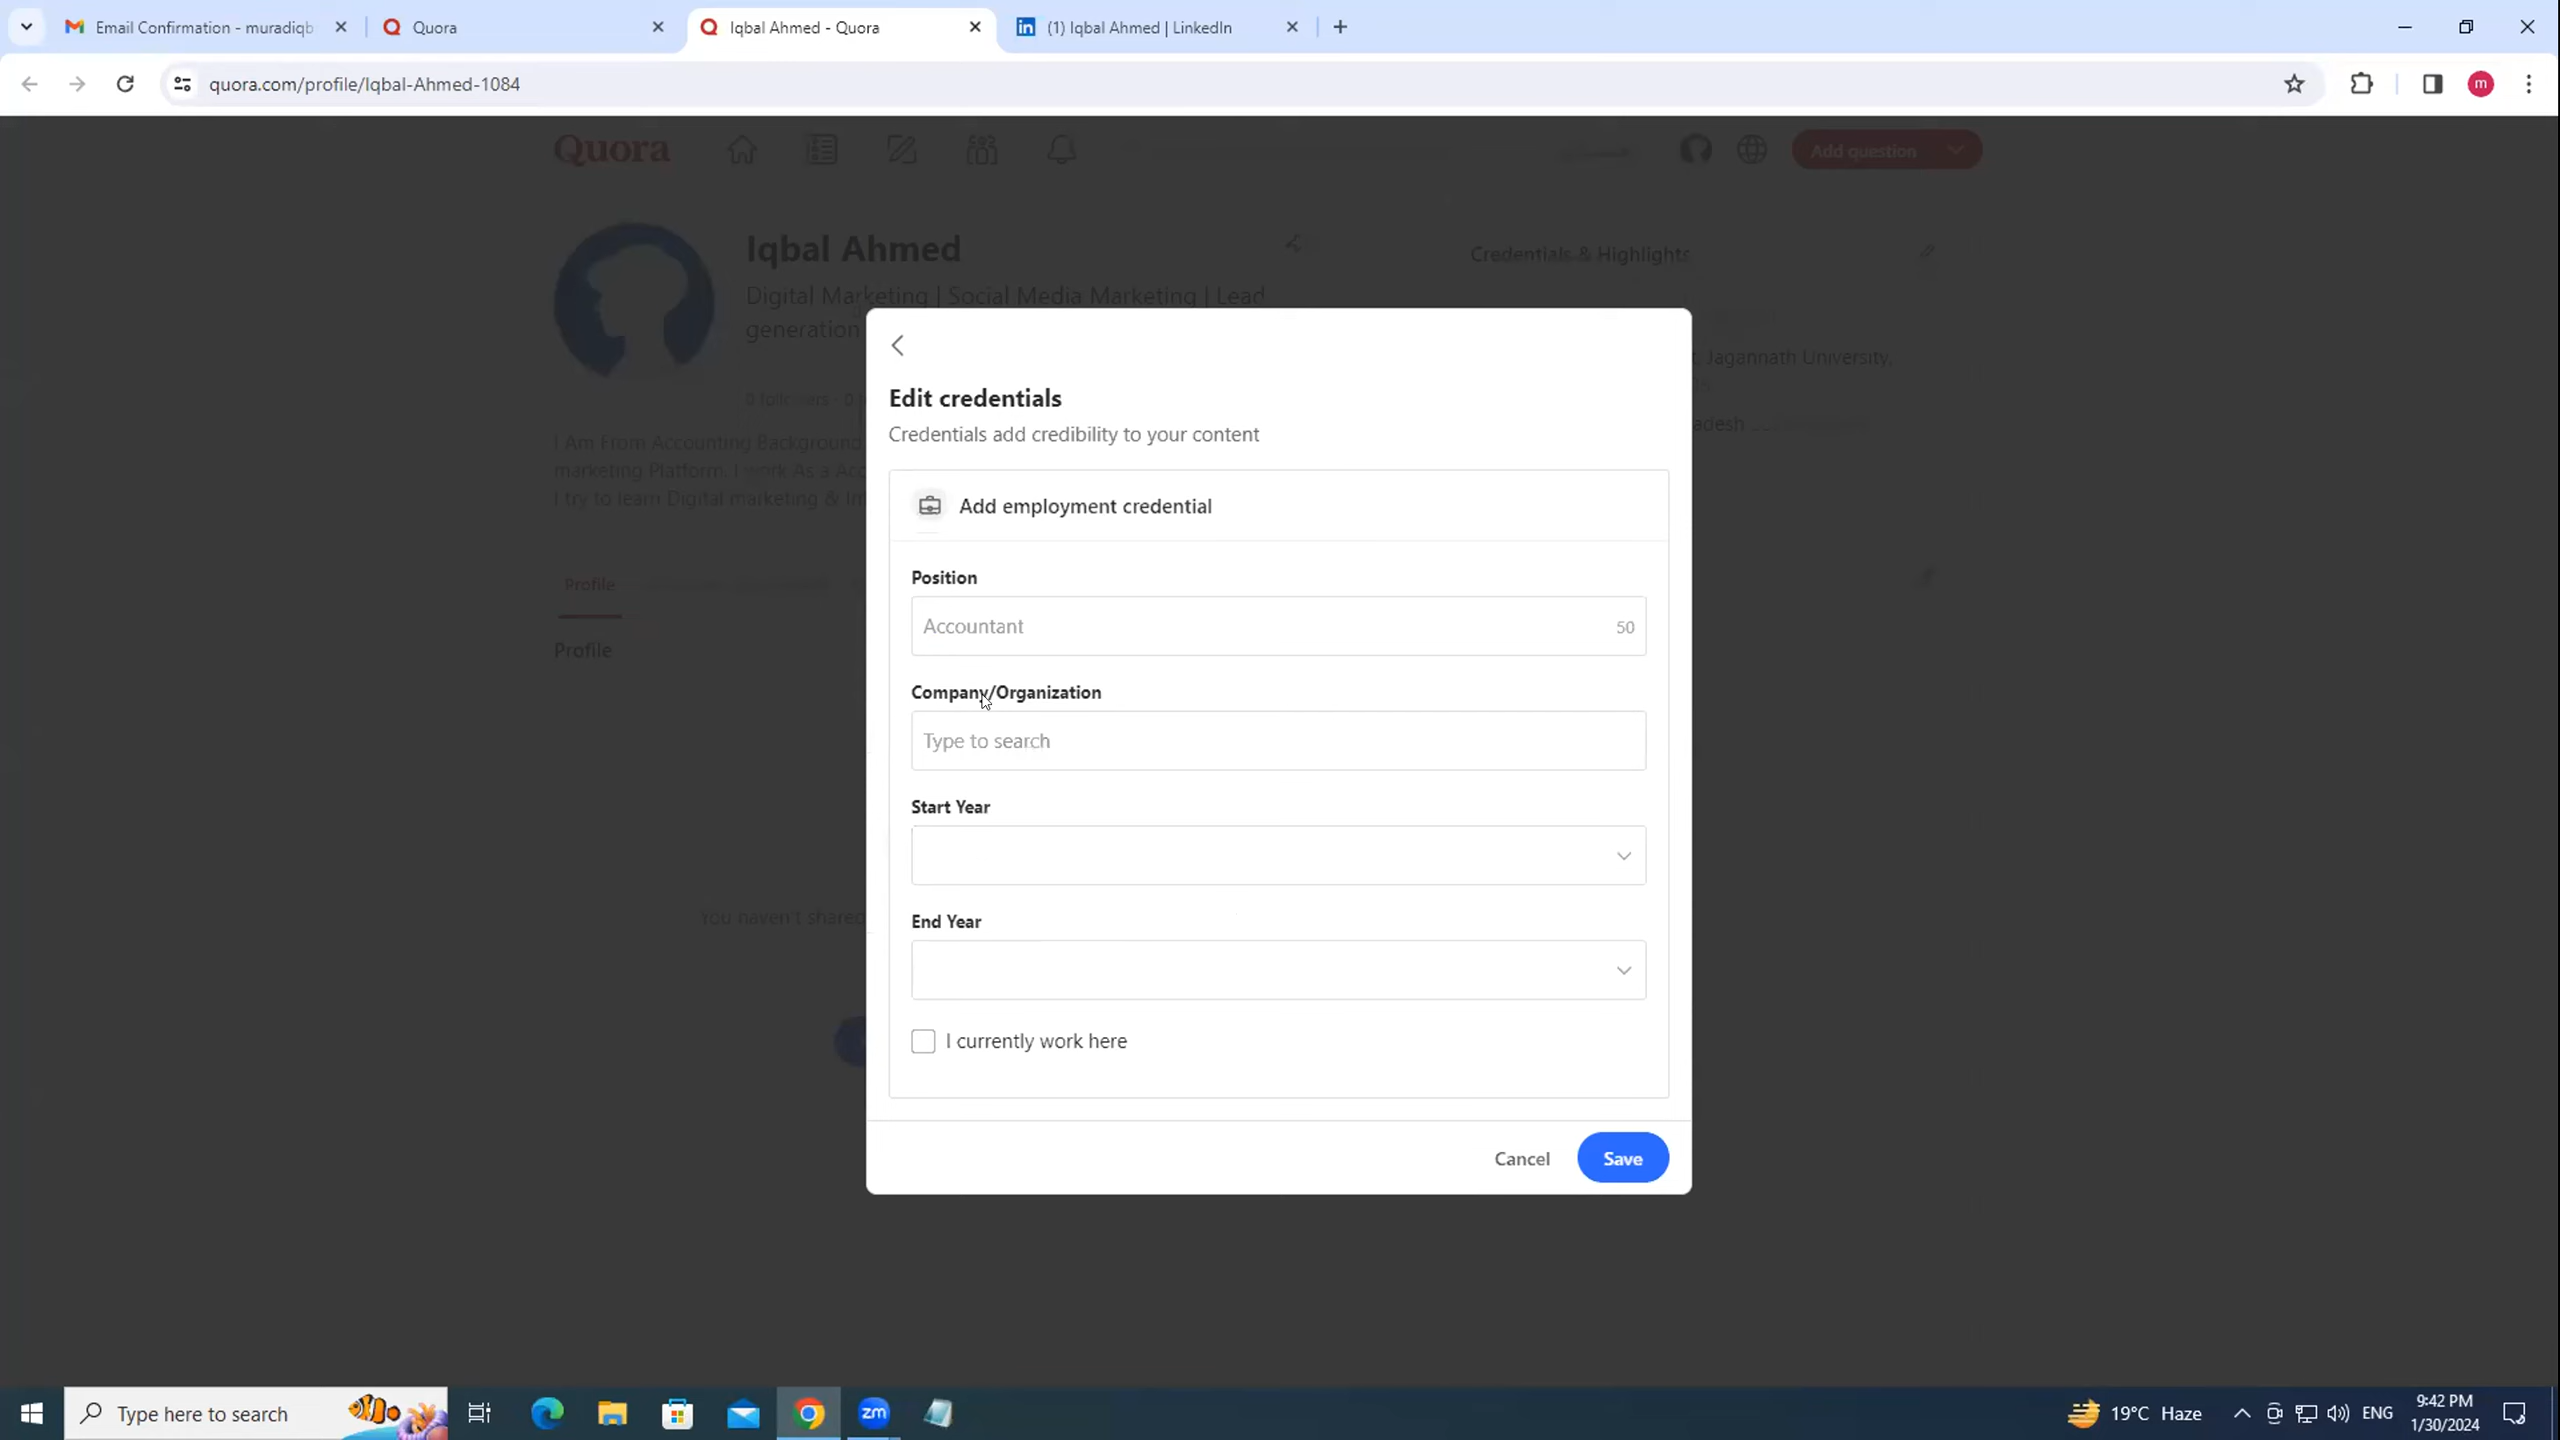 Email Confirmation - muradiqb
Quora
Iqbal Ahmed - Quora
(1) Iqbal Ahmed | LinkedIn
quora.com/profile/Iqbal-Ahmed-1084
m
Quora
Add question
Iqbal Ahmed
Credentials & Highlights
Digital Marketing | Social Media Marketing | Lead
generation
Jagannath University,
0 followers
I Am From Accounting Background
marketing Platform. I work As a
I try to learn Digital marketing &
Profile
Profile
You haven't shared
Edit credentials
Credentials add credibility to your content
Add employment credential
Position
Accountant 50
Company/Organization
Type to search
Start Year
End Year
I currently work here
Cancel Save
Type here to search
zm
19°C Haze
ENG
9:42 PM
1/30/2024